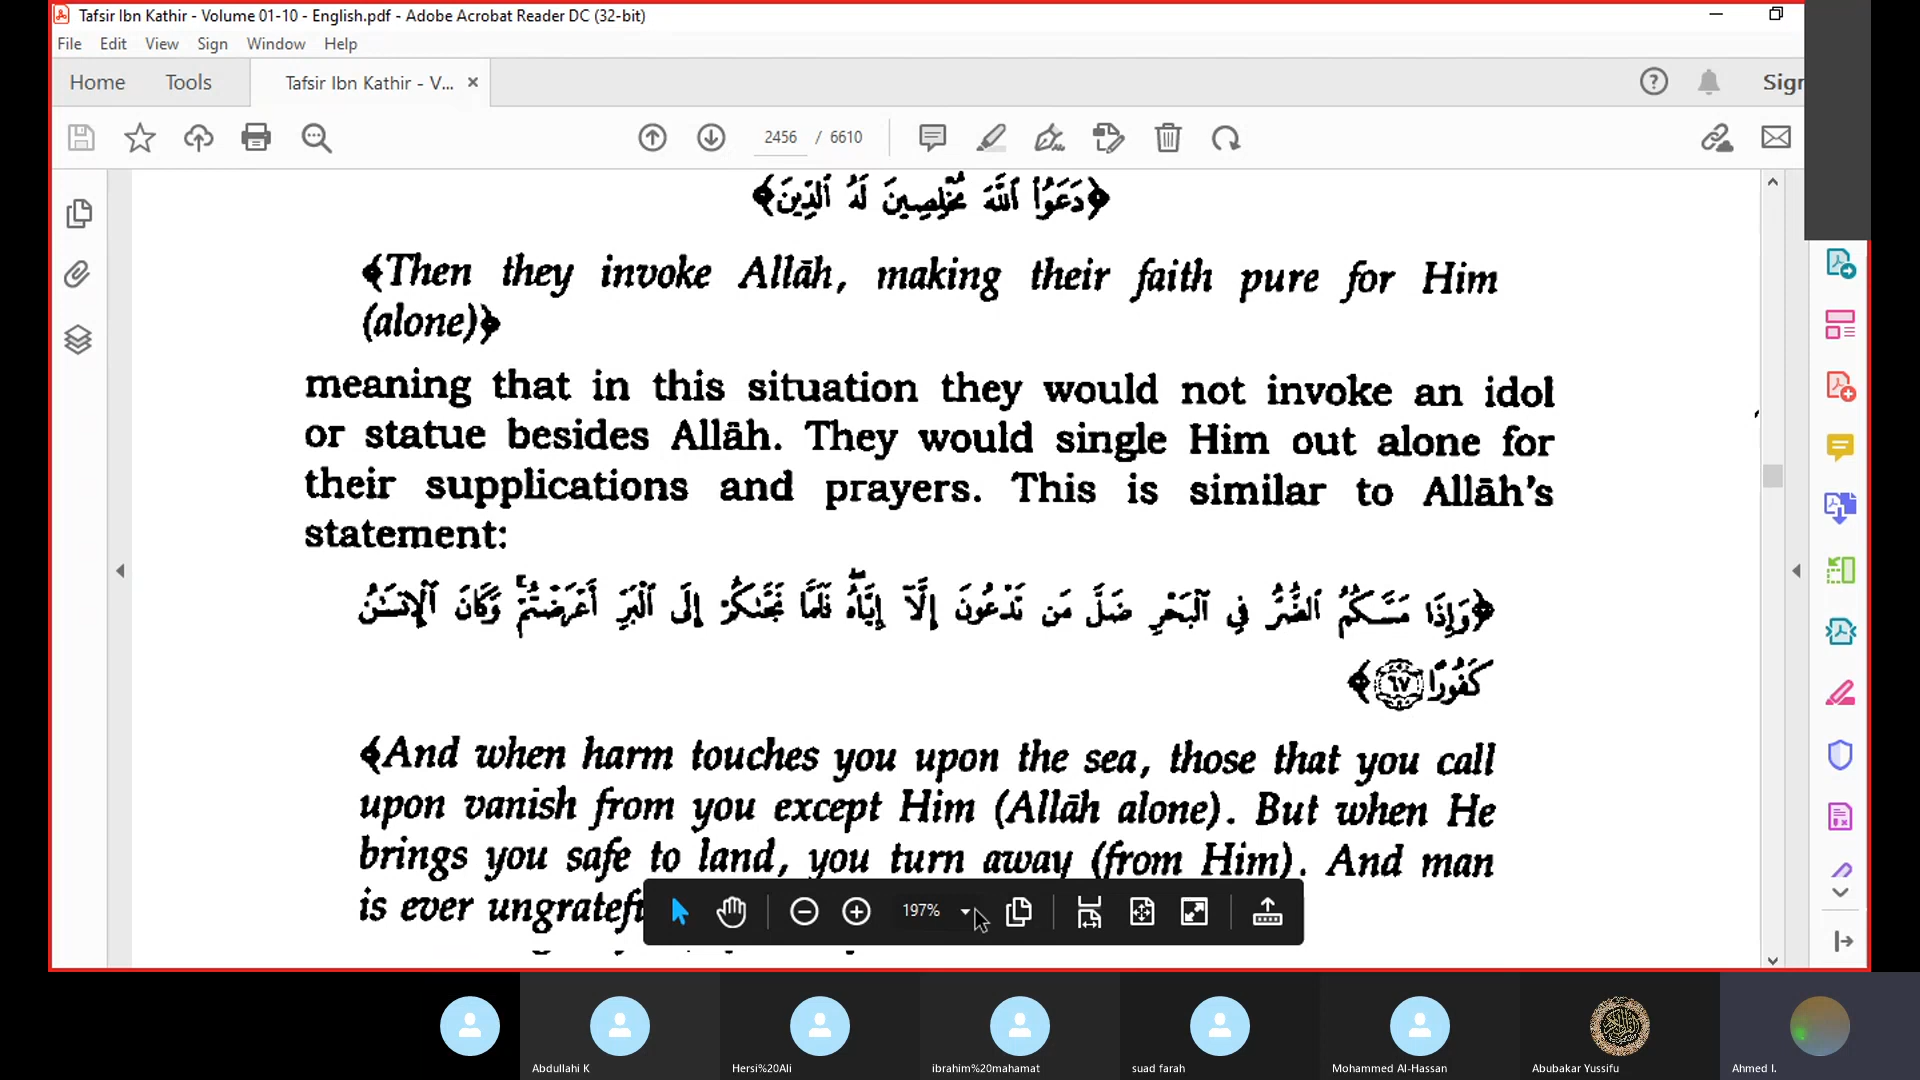 Tafsir Ibn Kathir - Volume 01-10 - English.pdf - Adobe Acrobat Reader DC (32-bit)
File Edit View Sign Window Help
Home Tools Tafsir Ibn Kathir - V... × Sign
2456 / 6610
﴿دَعَوُا۟ ٱللَّهَ مُخْلِصِينَ لَهُ ٱلدِّينَ﴾
﴾Then they invoke Allāh, making their faith pure for Him
(alone)﴿
meaning that in this situation they would not invoke an idol
or statue besides Allāh. They would single Him out alone for
their supplications and prayers. This is similar to Allāh’s
statement:
﴿وَإِذَا مَسَّكُمُ ٱلضُّرُّ فِى ٱلْبَحْرِ ضَلَّ مَن تَدْعُونَ إِلَّآ إِيَّاهُ ۖ فَلَمَّا نَجَّىٰكُمْ إِلَى ٱلْبَرِّ أَعْرَضْتُمْ ۚ وَكَانَ ٱلْإِنسَـٰنُ
كَفُورًا ٦٧﴾
﴾And when harm touches you upon the sea, those that you call
upon vanish from you except Him (Allāh alone). But when He
brings you safe to land, you turn away (from Him). And man
is ever
197%
Abdullahi K
Hersi%20Ali
ibrahim%20mahamat
suad farah
Mohammed Al-Hassan
Abubakar Yussifu
Ahmed I.